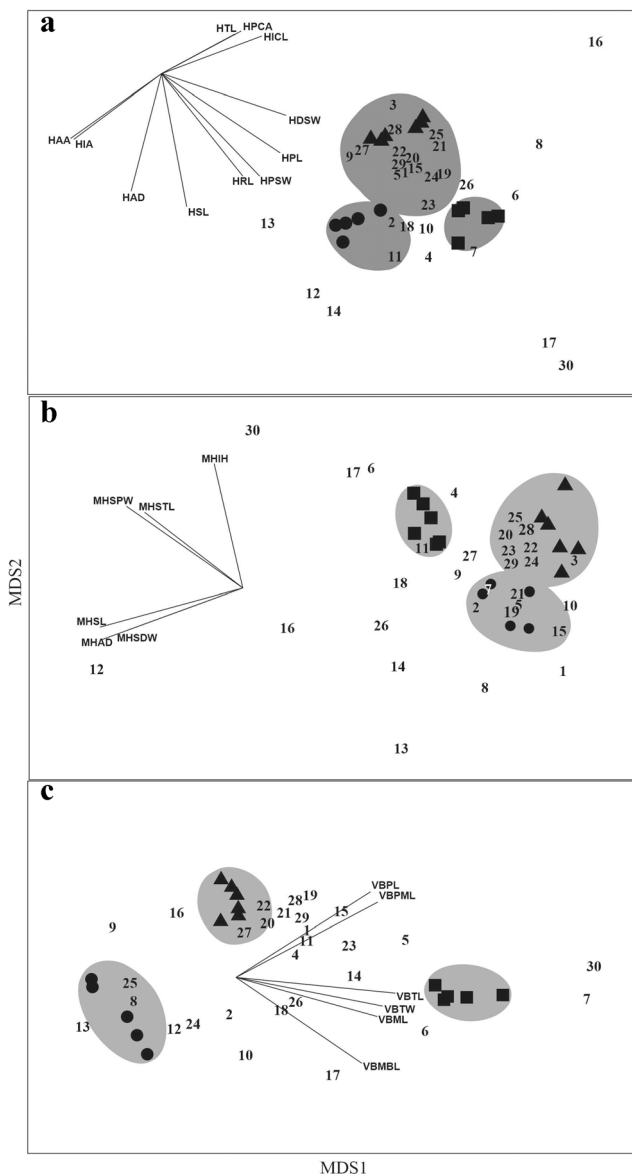 a
HTL HPCA
HICL
16
HDSW
3
28 25
21
HAA HIA
9 27 22 20
8
HPL
29 15
5 1 24 19
HAD
HRL HPSW
26
6
HSL
23
13
2 18 10
11 4 7
12
14
17
30
b
30
MHIH
17 6
4
MHSPW
MHSTL
25 28
20
11
23 22
27
29 24 3
9
18
7 21
2 5 10
19
MHSL
16
26
15
MHAD MHSDW
12
14
1
8
13
MDS2
c
VBPL
VBPML
28 19
16
22 21 15
9
20 29
27 1
11 23 5
4
30
14
25
8
VBTL
7
26
VBTW
2 18
VBML
13 12 24
6
10
VBMBL
17
MDS1